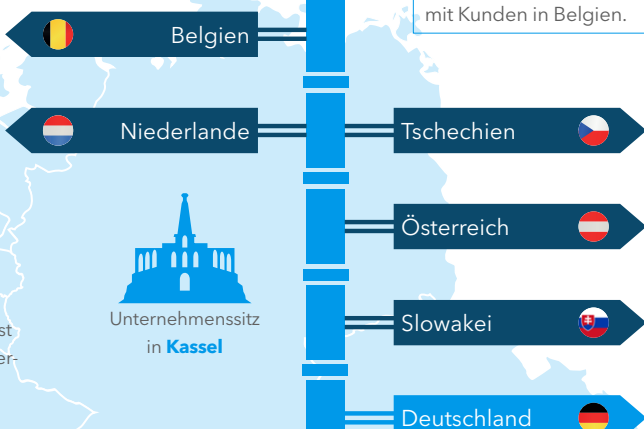 mit Kunden in Belgien.
Belgien
Niederlande
Tschechien
Österreich
Unternehmenssitz
in Kassel
Slowakei
Deutschland